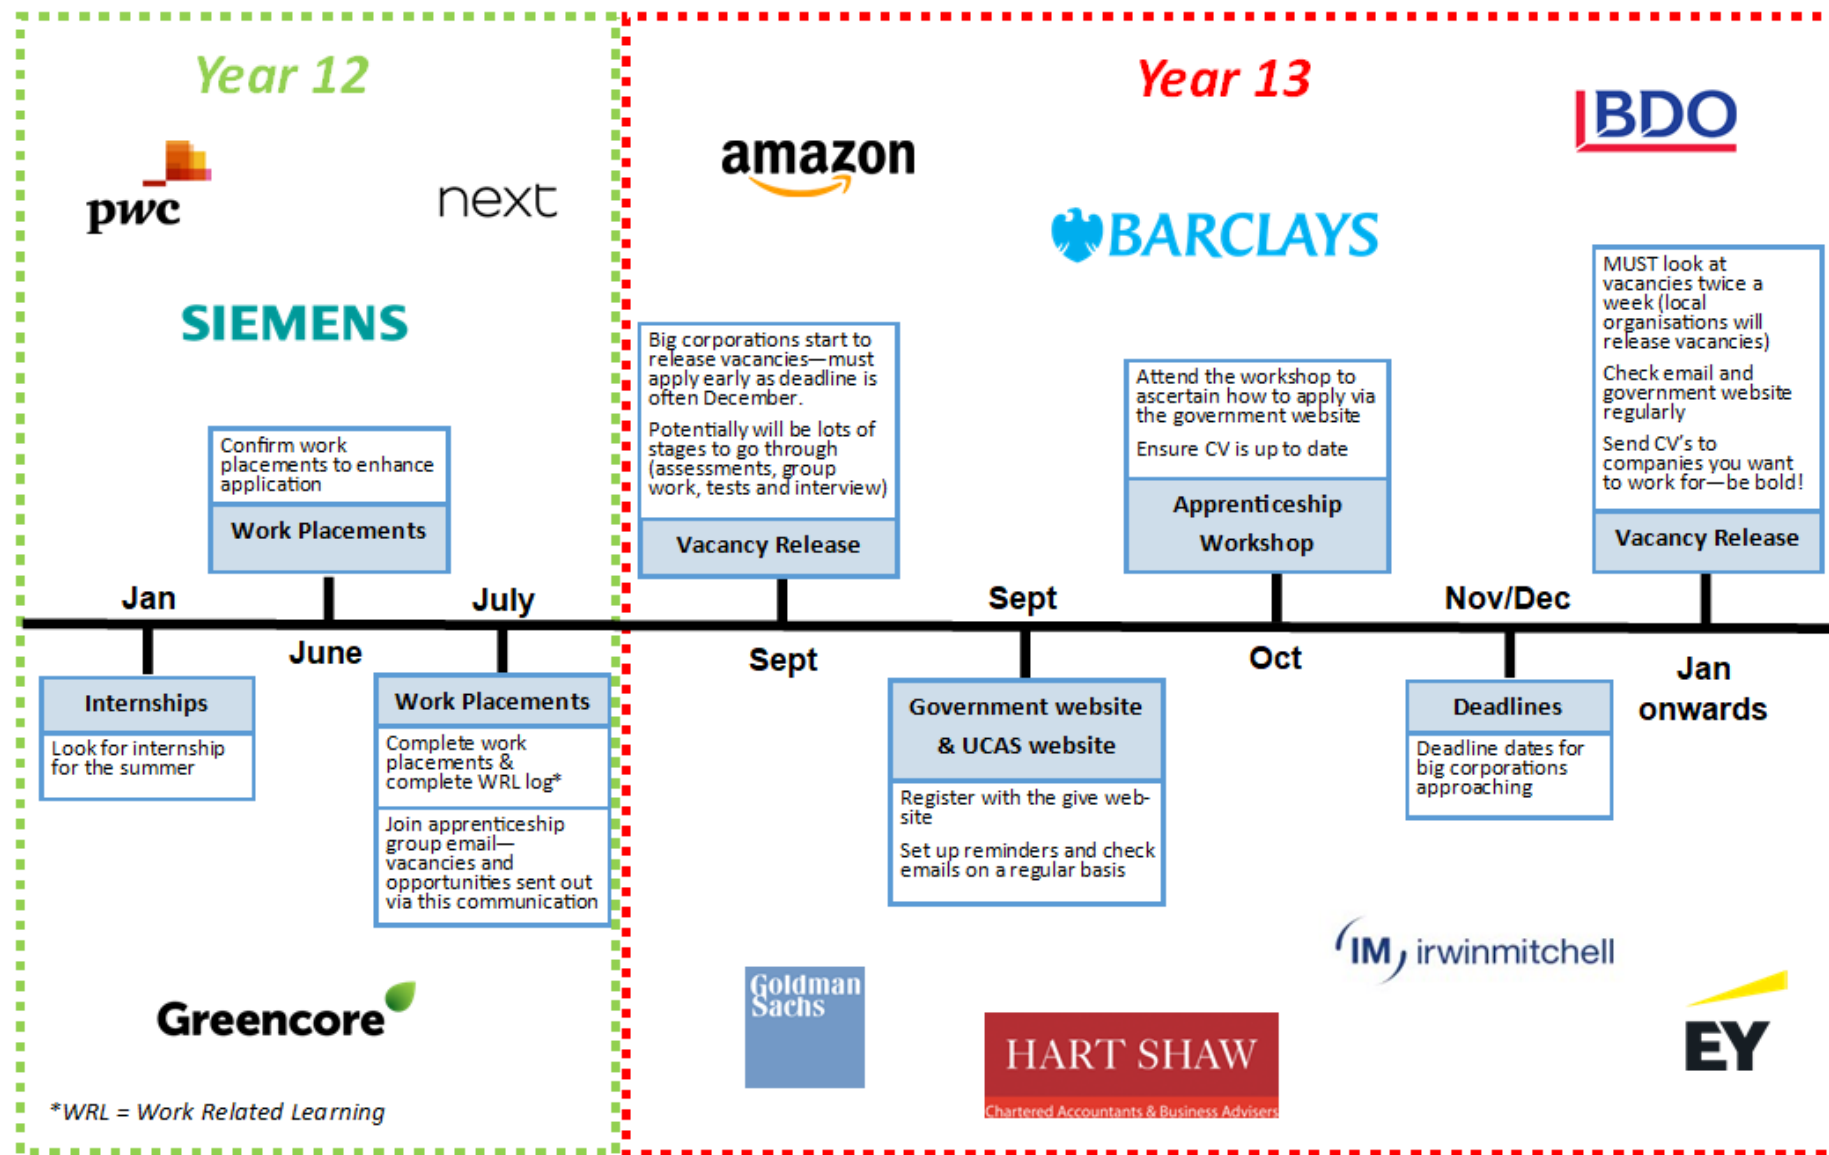 Year 12
pwc
next
SIEMENS
Confirm work
placements to enhance
application
Work Placements
Jan
July
June
Internships
Look for internship
for the summer
Work Placements
Complete work
placements &
complete WRL log*
Join apprenticeship
group email—
vacancies and
opportunities sent out
via this communication
Greencore
*WRL = Work Related Learning
Year 13
amazon
BARCLAYS
BDO
Big corporations start to
release vacancies—must
apply early as deadline is
often December.
Potentially will be lots of
stages to go through
(assessments, group
work, tests and interview)
Vacancy Release
Sept
Sept
Government website
& UCAS website
Register with the give web-
site
Set up reminders and check
emails on a regular basis
Attend the workshop to
ascertain how to apply via
the government website
Ensure CV is up to date
Apprenticeship
Workshop
Oct
Nov/Dec
Deadlines
Deadline dates for
big corporations
approaching
MUST look at
vacancies twice a
week (local
organisations will
release vacancies)
Check email and
government website
regularly
Send CV's to
companies you want
to work for—be bold!
Vacancy Release
Jan
onwards
Goldman
Sachs
HART SHAW
Chartered Accountants & Business Advisers
IM irwinmitchell
EY